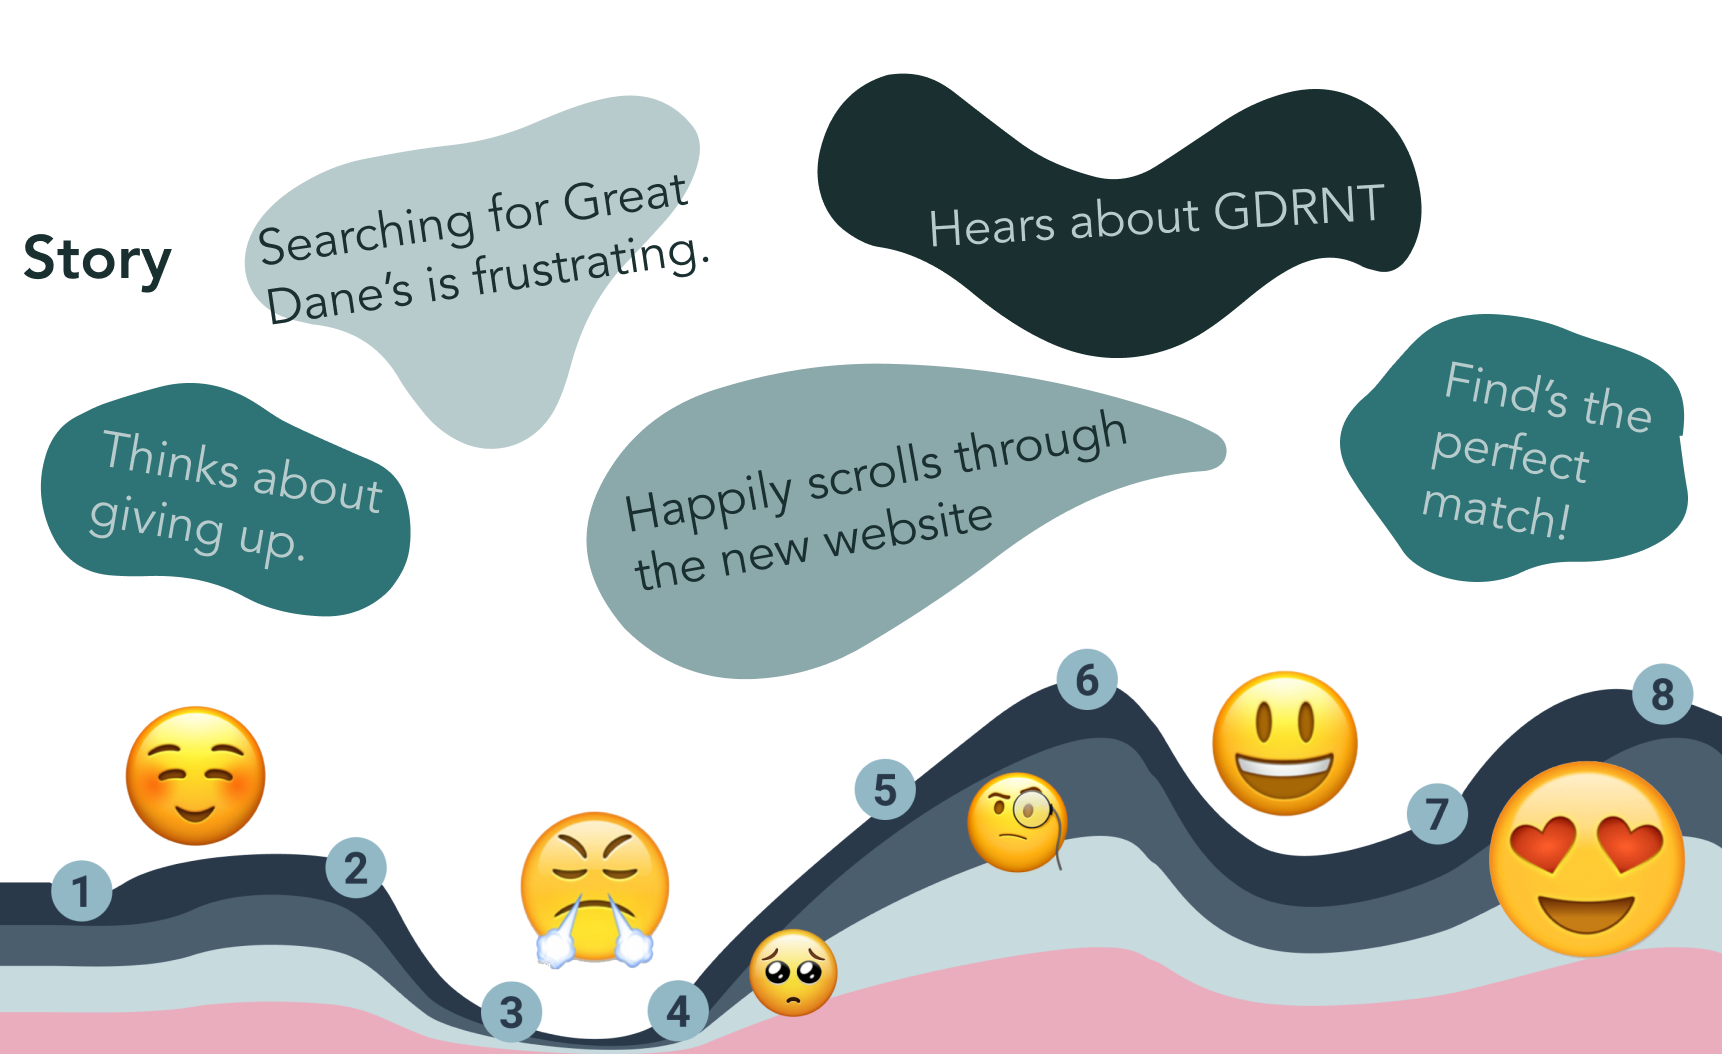 Story
Searching for Great
Dane's is frustrating.
Hears about GDRNT
Thinks about
giving up.
Happily scrolls through
the new website
Find's the
perfect
match!
1
2
3
4
5
6
7
8